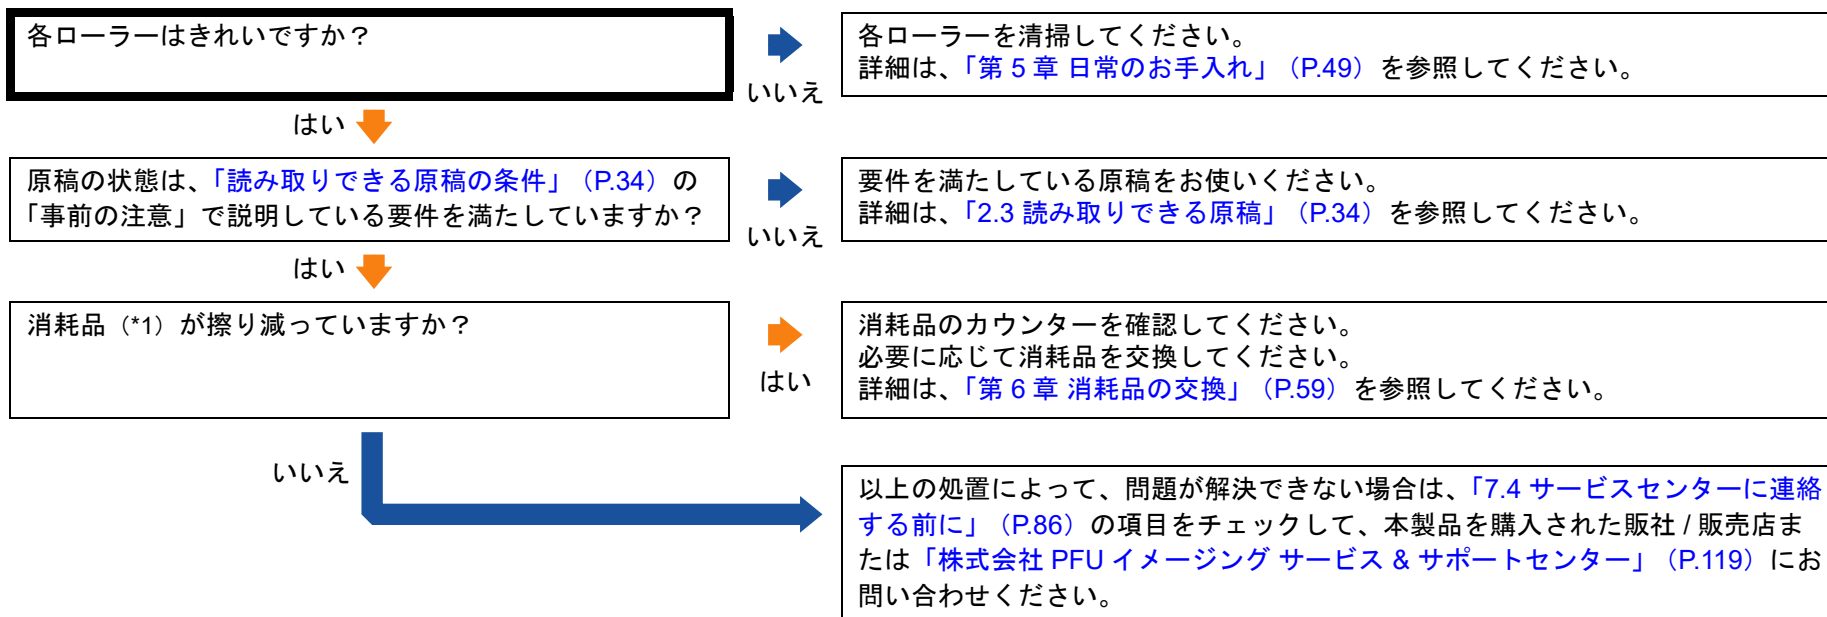 各ローラーはきれいですか？
いいえ
各ローラーを清掃してください。
詳細は、「第 5 章 日常のお手入れ」（P.49）を参照してください。
はい
原稿の状態は、「読み取りできる原稿の条件」（P.34）の
「事前の注意」で説明している要件を満たしていますか？
いいえ
要件を満たしている原稿をお使いください。
詳細は、「2.3 読み取りできる原稿」（P.34）を参照してください。
はい
消耗品（*1）が擦り減っていますか？
はい
消耗品のカウンターを確認してください。
必要に応じて消耗品を交換してください。
詳細は、「第 6 章 消耗品の交換」（P.59）を参照してください。
いいえ
以上の処置によって、問題が解決できない場合は、「7.4 サービスセンターに連絡
する前に」（P.86）の項目をチェックして、本製品を購入された販社 / 販売店ま
たは「株式会社 PFU イメージング サービス & サポートセンター」（P.119）にお
問い合わせください。